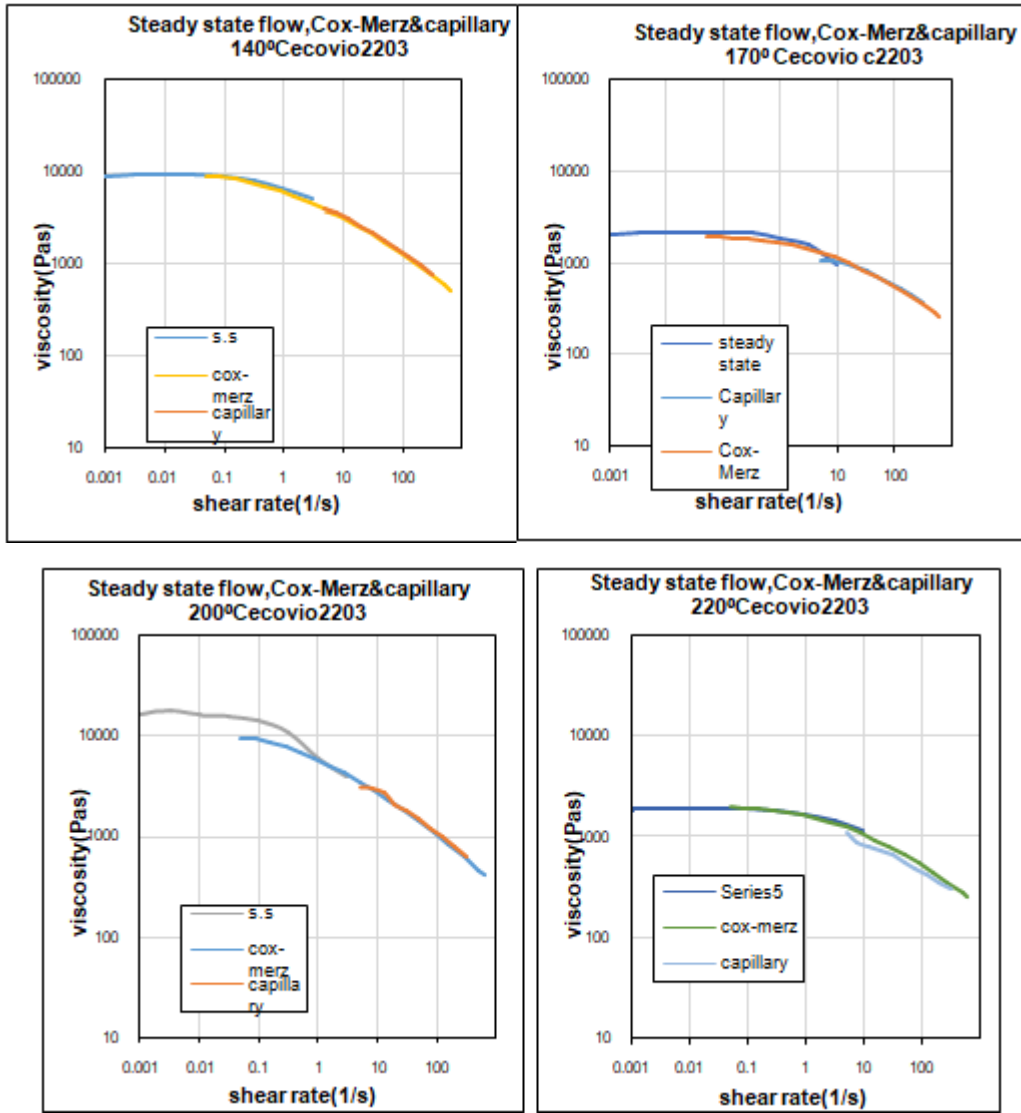 Steady state flow,Cox-Merz&capillary
140ºCecovio2203
100000
10000
1000
100
10
viscosity(Pas)
s.s
cox-
merz
capillar
y
0.001 0.01 0.1 1 10 100
shear rate(1/s)
Steady state flow,Cox-Merz&capillary
170º Cecovio c2203
100000
10000
1000
100
10
viscosity(Pas)
steady
state
Capillar
y
Cox-
Merz
0.001 10 100
shear rate(1/s)
Steady state flow,Cox-Merz&capillary
200ºCecovio2203
100000
10000
1000
100
10
viscosity(Pas)
s.s
cox-
merz
capilla
ry
0.001 0.01 0.1 1 10 100
shear rate(1/s)
Steady state flow,Cox-Merz&capillary
220ºCecovio2203
100000
10000
1000
100
10
viscosity(Pas)
Series5
cox-merz
capillary
0.001 0.01 0.1 1 10 100
shear rate(1/s)